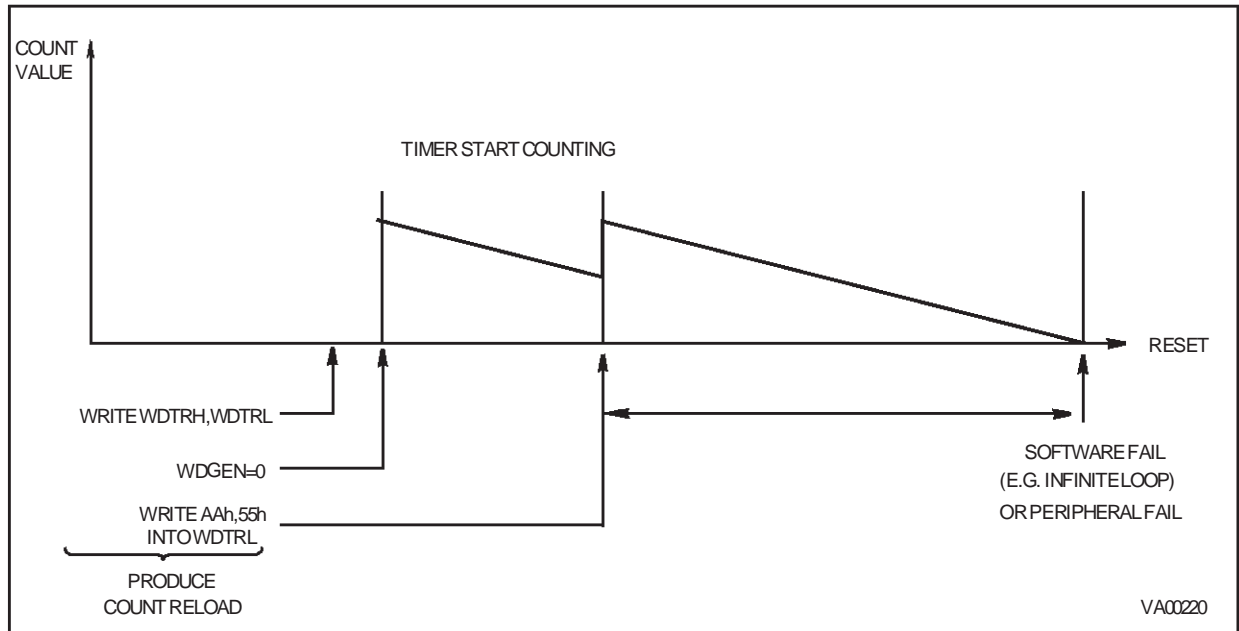 COUNT
VALUE
TIMER START COUNTING
RESET
WRITE WDTRH,WDTRL
WDGEN=0
WRITE AAh,55h
INTO WDTRL
PRODUCE
COUNT RELOAD
SOFTWARE FAIL
(E.G. INFINITE LOOP)
OR PERIPHERAL FAIL
VA00220